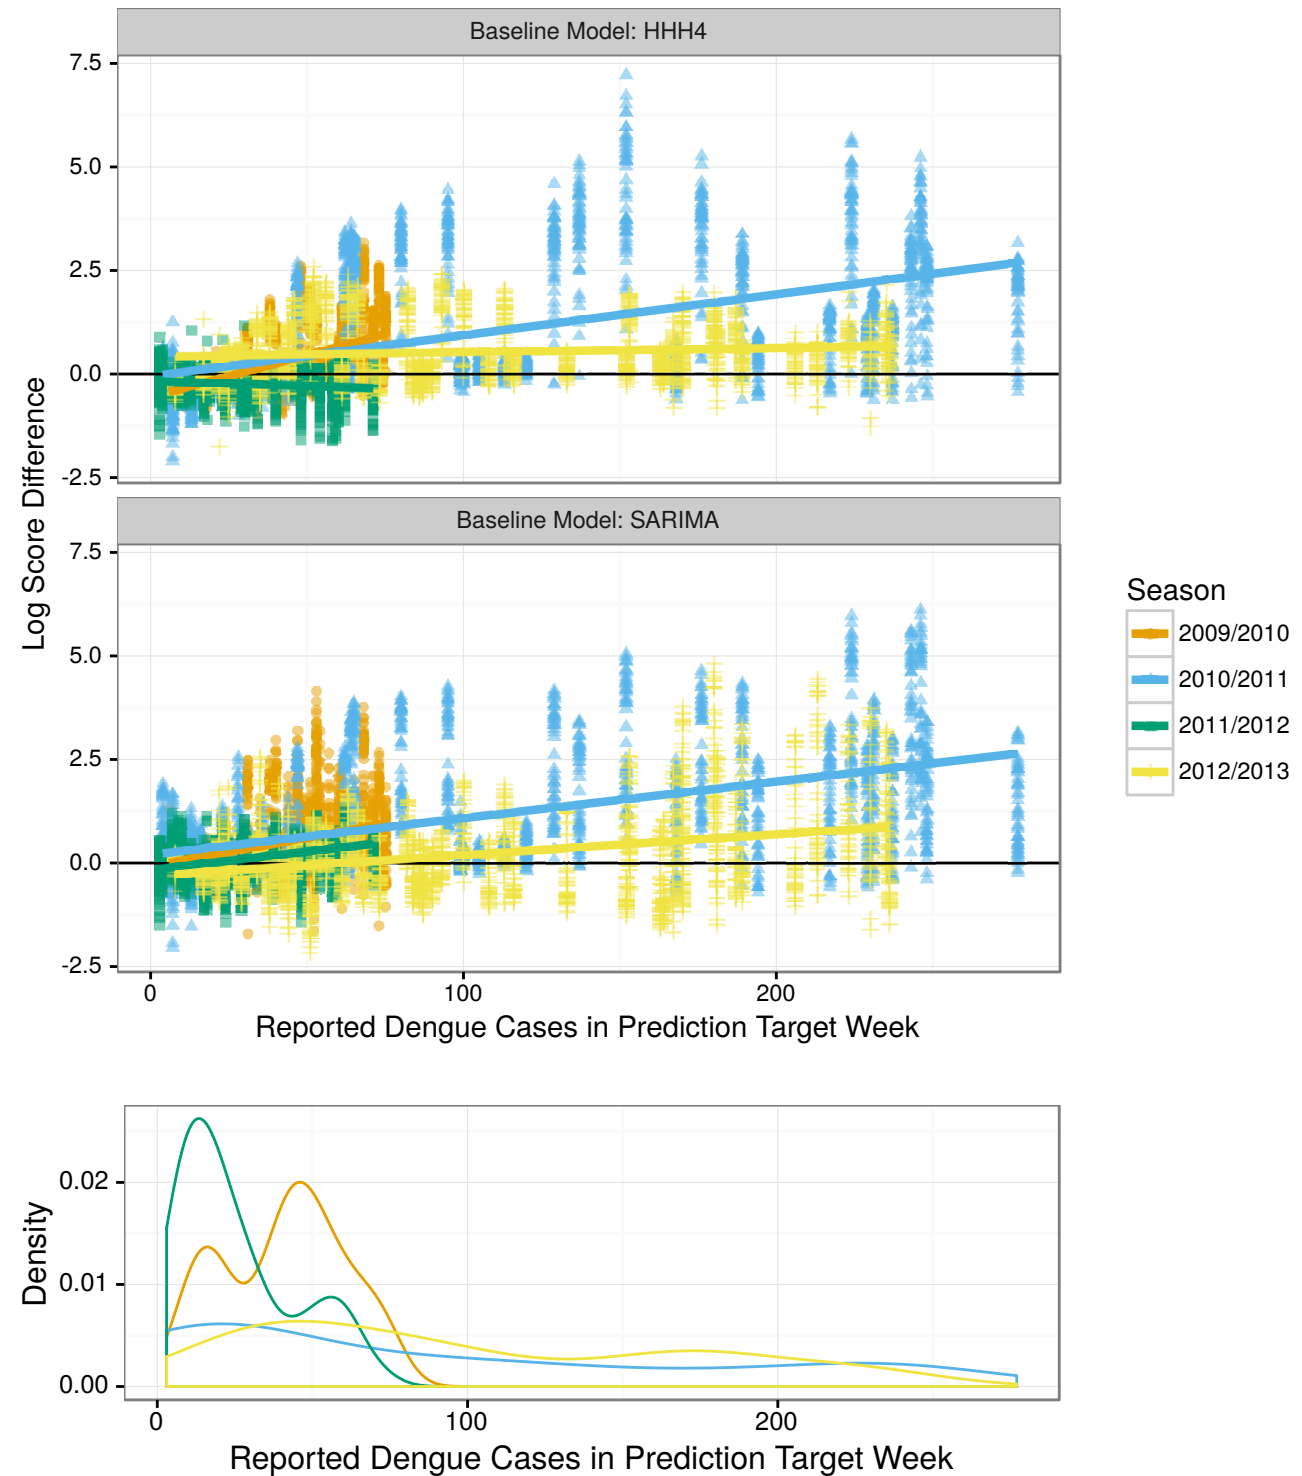 Baseline Model: HHH4
7.5
5.0
2.5
0.0
-2.5
Log Score Difference
Baseline Model: SARIMA
7.5
5.0
2.5
0.0
-2.5
0 100 200
Reported Dengue Cases in Prediction Target Week
Season
2009/2010
2010/2011
2011/2012
2012/2013
Density
0.02
0.01
0.00
0 100 200
Reported Dengue Cases in Prediction Target Week